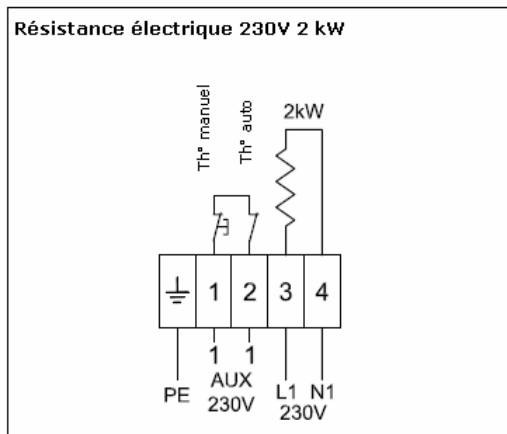 Résistance électrique 230V 2 kW
Th° manuel
Th° auto
2kW
1 2 3 4
1 1
AUX
230V
PE
L1 N1
230V